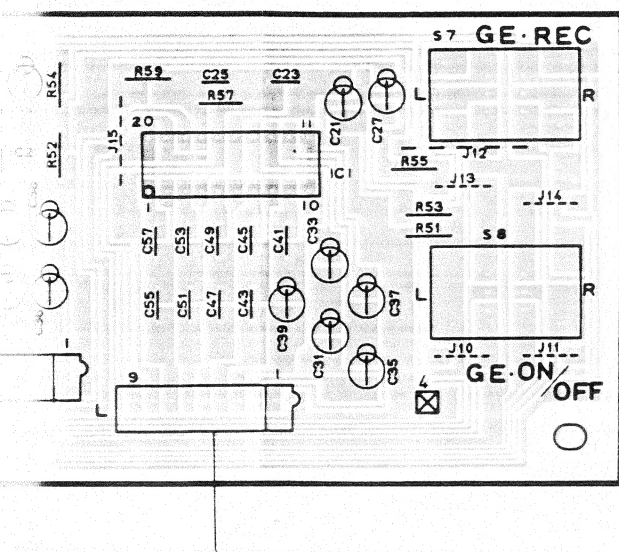 S7 GE·REC
R54
R59
C25
C23
R57
L
R
C21
C27
20
11
J15
J12
R52
C2
IC1
R55
J13
1
10
J14
C33
R53
C57
C53
C49
C45
C41
R51
S8
L
R
C55
C51
C47
C43
C39
C37
C31
C35
J10
J11
1
9
1
GE·ON/OFF
4
L